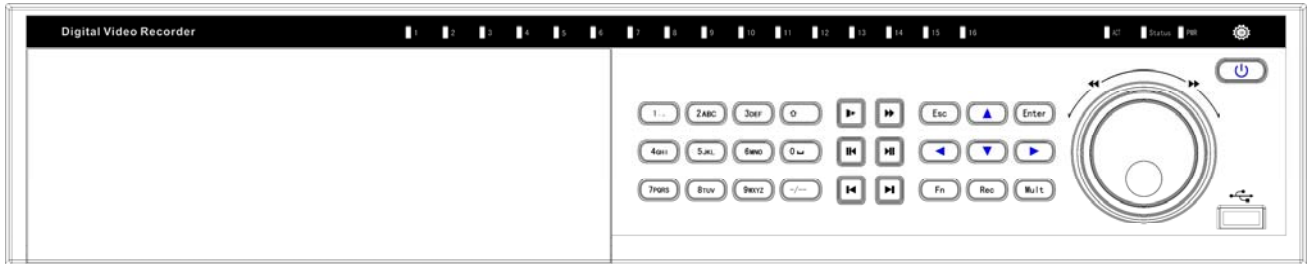 Digital Video Recorder 1 2 3 4 5 6 7 8 9 10 11 12 13 14 15 16 ACT Status PWR
1.. 2ABC 3DEF Esc Enter
4GHI 5JKL 6MNO 0
7PQRS 8TUV 9WXYZ -/-- Fn Rec Mult